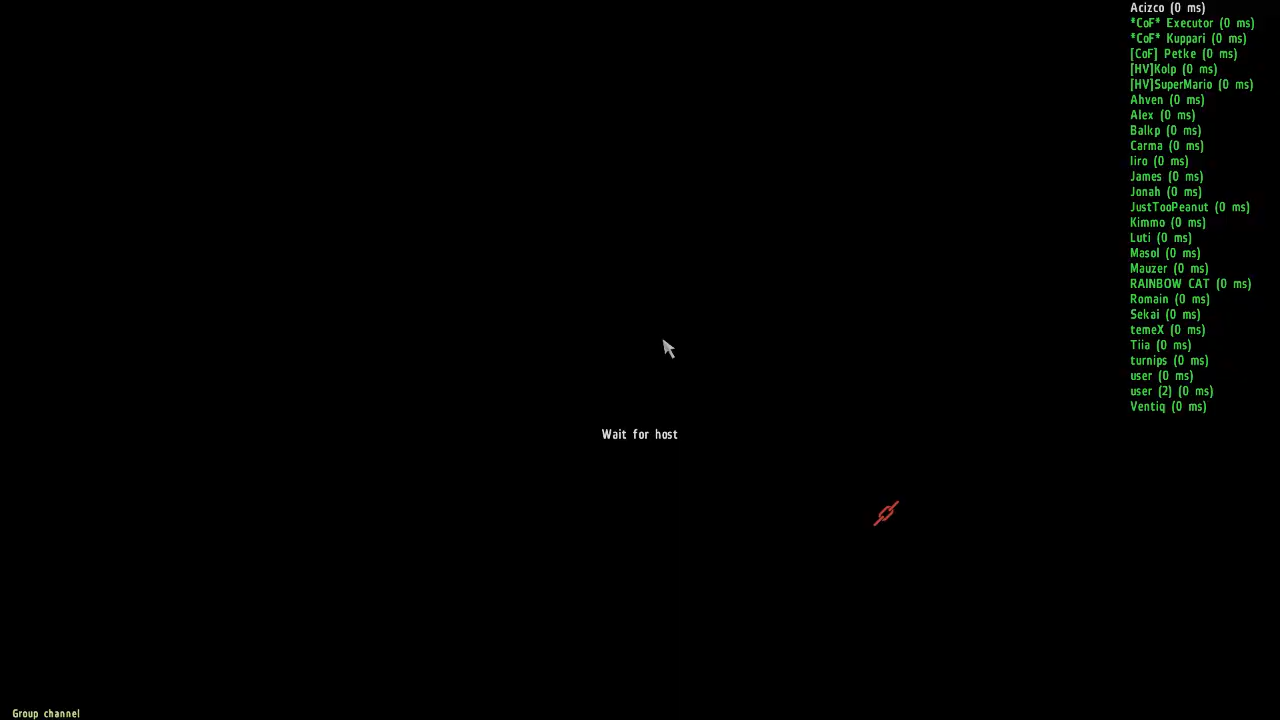 Acizco (0 ms)
*CoF* Executor (0 ms)
*CoF* Kuppari (0 ms)
[CoF] Petke (0 ms)
[HV]Kolp (0 ms)
[HV]SuperMario (0 ms)
Ahven (0 ms)
Alex (0 ms)
Balkp (0 ms)
Carma (0 ms)
Iiro (0 ms)
James (0 ms)
Jonah (0 ms)
JustTooPeanut (0 ms)
Kimmo (0 ms)
Luti (0 ms)
Masol (0 ms)
Mauzer (0 ms)
RAINBOW CAT (0 ms)
Romain (0 ms)
Sekai (0 ms)
temeX (0 ms)
Tiia (0 ms)
turnips (0 ms)
user (0 ms)
user (2) (0 ms)
Ventiq (0 ms)
Wait for host
Group channel